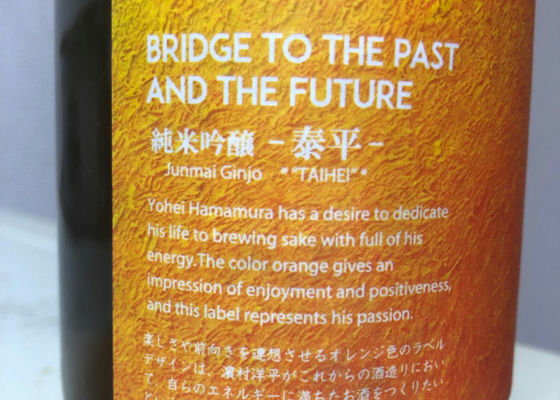 BRIDGE TO THE PAST
AND THE FUTURE
純米吟醸 -泰平-
Junmai Ginjo **"TAIHEI"**
Yohei Hamamura has a desire to dedicate
his life to brewing sake with full of his
energy.The color orange gives an
impression of enjoyment and positiveness,
and this label represents his passion.
楽しさや前向きを連想させるオレンジ色のラベル
デザインは、濵村洋平がこれからの酒造りにおい
て、自らのエネルギーに満ちたお酒をつくりたい